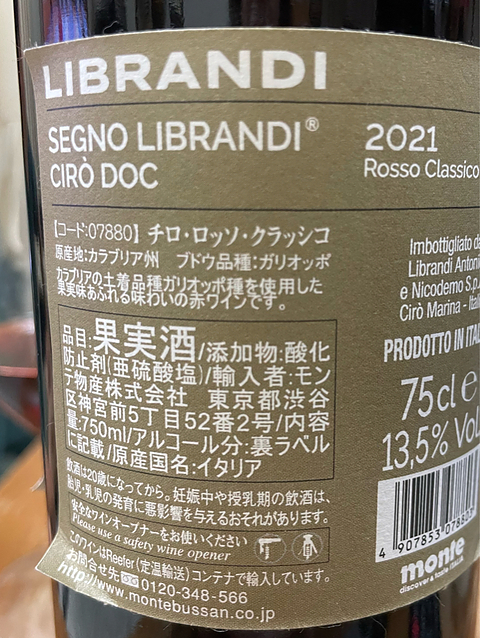 LIBRANDI
SEGNO LIBRANDI®
CIRÒ DOC
2021
Rosso Classico
【コード:07880】 チロ・ロッソ・クラッシコ
原産地:カラブリア州 ブドウ品種:ガリオッポ
カラブリアの土着品種ガリオッポ種を使用した
果実味あふれる味わいの赤ワインです。
品目:果実酒/添加物:酸化
防止剤(亜硫酸塩)/輸入者:モン
テ物産株式会社 東京都渋谷
区神宮前5丁目52番2号/内容
量:750ml/アルコール分:裏ラベル
に記載/原産国名:イタリア
飲酒は20歳になってから。妊娠中や授乳期の飲酒は、
胎児・乳児の発育に悪影響を与えるおそれがあります。
安全なワインオープナーをお使いください
Please use a safety wine opener
このワインはReefer(定温輸送)コンテナで輸入しています。
お問合せ先 0120-348-566
http://www.montebussan.co.jp
Imbottigliato da
Librandi Antonio
e Nicodemo S.p.
Cirò Marina - Ital
PRODOTTO IN ITAL
75cl e
13,5% Vol
4 907853 07880
monte
discover & taste ITALIA